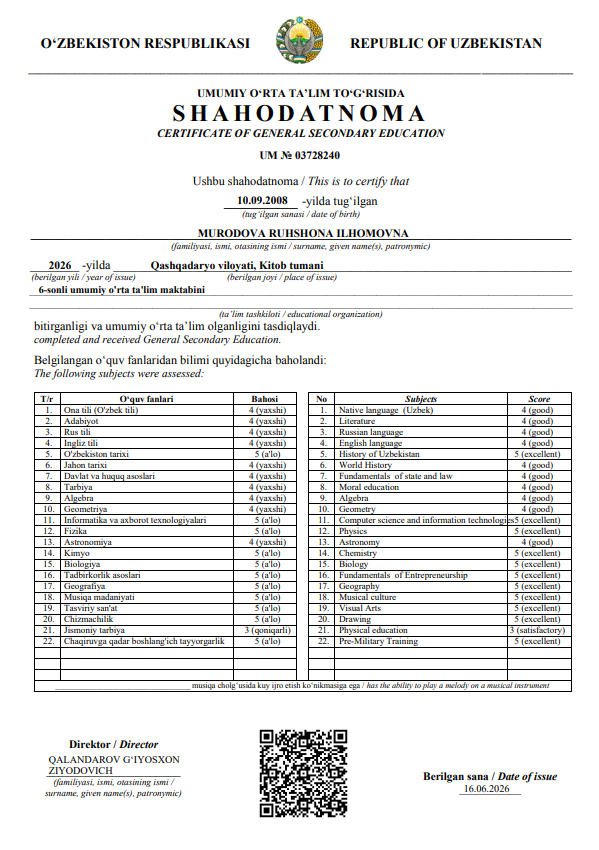 O‘ZBEKISTON RESPUBLIKASI REPUBLIC OF UZBEKISTAN
UMUMIY O‘RTA TA’LIM TO‘G‘RISIDA
SHAHODATNOMA
CERTIFICATE OF GENERAL SECONDARY EDUCATION
UM № 03728240
Ushbu shahodatnoma / This is to certify that
10.09.2008 -yilda tug‘ilgan
(tug‘ilgan sanasi / date of birth)
MURODOVA RUHSHONA ILHOMOVNA
(familiyasi, ismi, otasining ismi / surname, given name(s), patronymic)
2026 -yilda Qashqadaryo viloyati, Kitob tumani
(berilgan yili / year of issue) (berilgan joyi / place of issue)
6-sonli umumiy o'rta ta'lim maktabini
(ta’lim tashkiloti / educational organization)
bitirganligi va umumiy o‘rta ta’lim olganligini tasdiqlaydi.
completed and received General Secondary Education.
Belgilangan o‘quv fanlaridan bilimi quyidagicha baholandi:
The following subjects were assessed:
T/r O‘quv fanlari Bahosi No Subjects Score
1. Ona tili (O'zbek tili) 4 (yaxshi) 1. Native language (Uzbek) 4 (good)
2. Adabiyot 4 (yaxshi) 2. Literature 4 (good)
3. Rus tili 4 (yaxshi) 3. Russian language 4 (good)
4. Ingliz tili 4 (yaxshi) 4. English language 4 (good)
5. O'zbekiston tarixi 5 (a'lo) 5. History of Uzbekistan 5 (excellent)
6. Jahon tarixi 4 (yaxshi) 6. World History 4 (good)
7. Davlat va huquq asoslari 4 (yaxshi) 7. Fundamentals of state and law 4 (good)
8. Tarbiya 4 (yaxshi) 8. Moral education 4 (good)
9. Algebra 4 (yaxshi) 9. Algebra 4 (good)
10. Geometriya 4 (yaxshi) 10. Geometry 4 (good)
11. Informatika va axborot texnologiyalari 5 (a'lo) 11. Computer science and information technologies 5 (excellent)
12. Fizika 5 (a'lo) 12. Physics 5 (excellent)
13. Astronomiya 4 (yaxshi) 13. Astronomy 4 (good)
14. Kimyo 5 (a'lo) 14. Chemistry 5 (excellent)
15. Biologiya 5 (a'lo) 15. Biology 5 (excellent)
16. Tadbirkorlik asoslari 5 (a'lo) 16. Fundamentals of Entrepreneurship 5 (excellent)
17. Geografiya 5 (a'lo) 17. Geography 5 (excellent)
18. Musiqa madaniyati 5 (a'lo) 18. Musical culture 5 (excellent)
19. Tasviriy san'at 5 (a'lo) 19. Visual Arts 5 (excellent)
20. Chizmachilik 5 (a'lo) 20. Drawing 5 (excellent)
21. Jismoniy tarbiya 3 (qoniqarli) 21. Physical education 3 (satisfactory)
22. Chaqiruvga qadar boshlang'ich tayyorgarlik 5 (a'lo) 22. Pre-Military Training 5 (excellent)
musiqa cholg‘usida kuy ijro etish ko‘nikmasiga ega / has the ability to play a melody on a musical instrument
Direktor / Director
QALANDAROV G‘IYOSXON
ZIYODOVICH
(familiyasi, ismi, otasining ismi /
surname, given name(s), patronymic)
Berilgan sana / Date of issue
16.06.2026